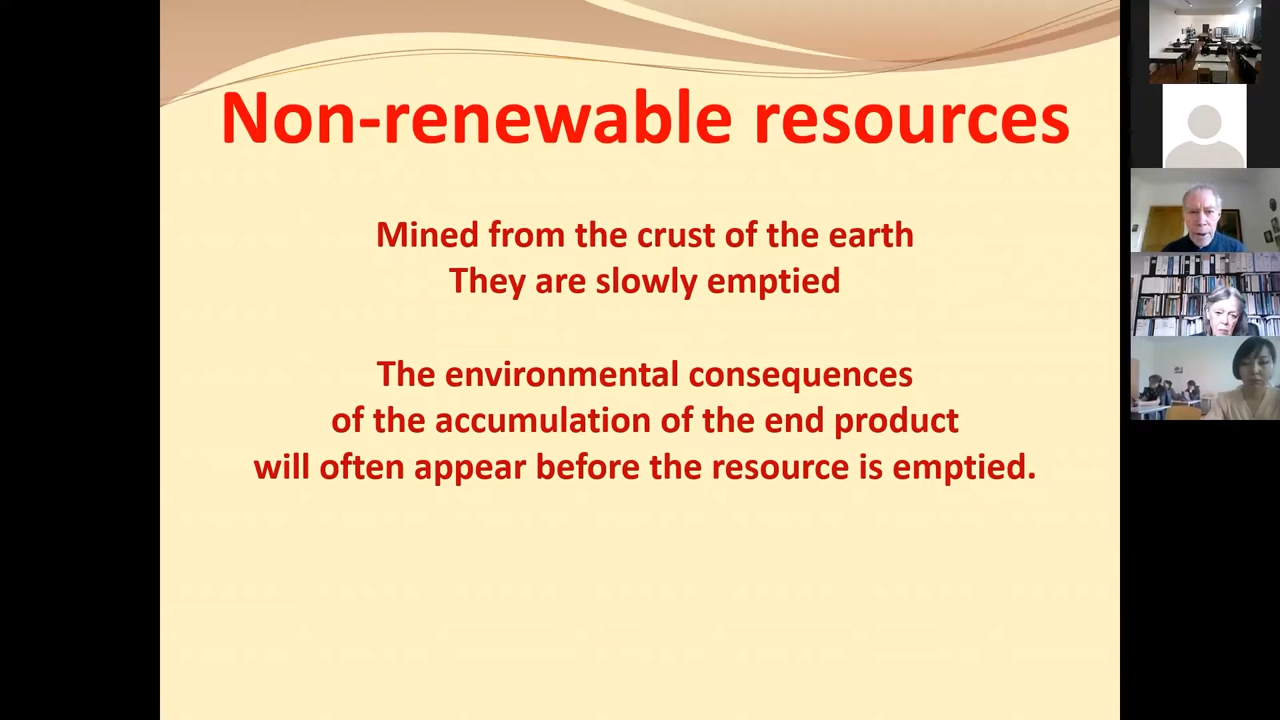 Non-renewable resources
Mined from the crust of the earth
They are slowly emptied
The environmental consequences
of the accumulation of the end product
will often appear before the resource is emptied.